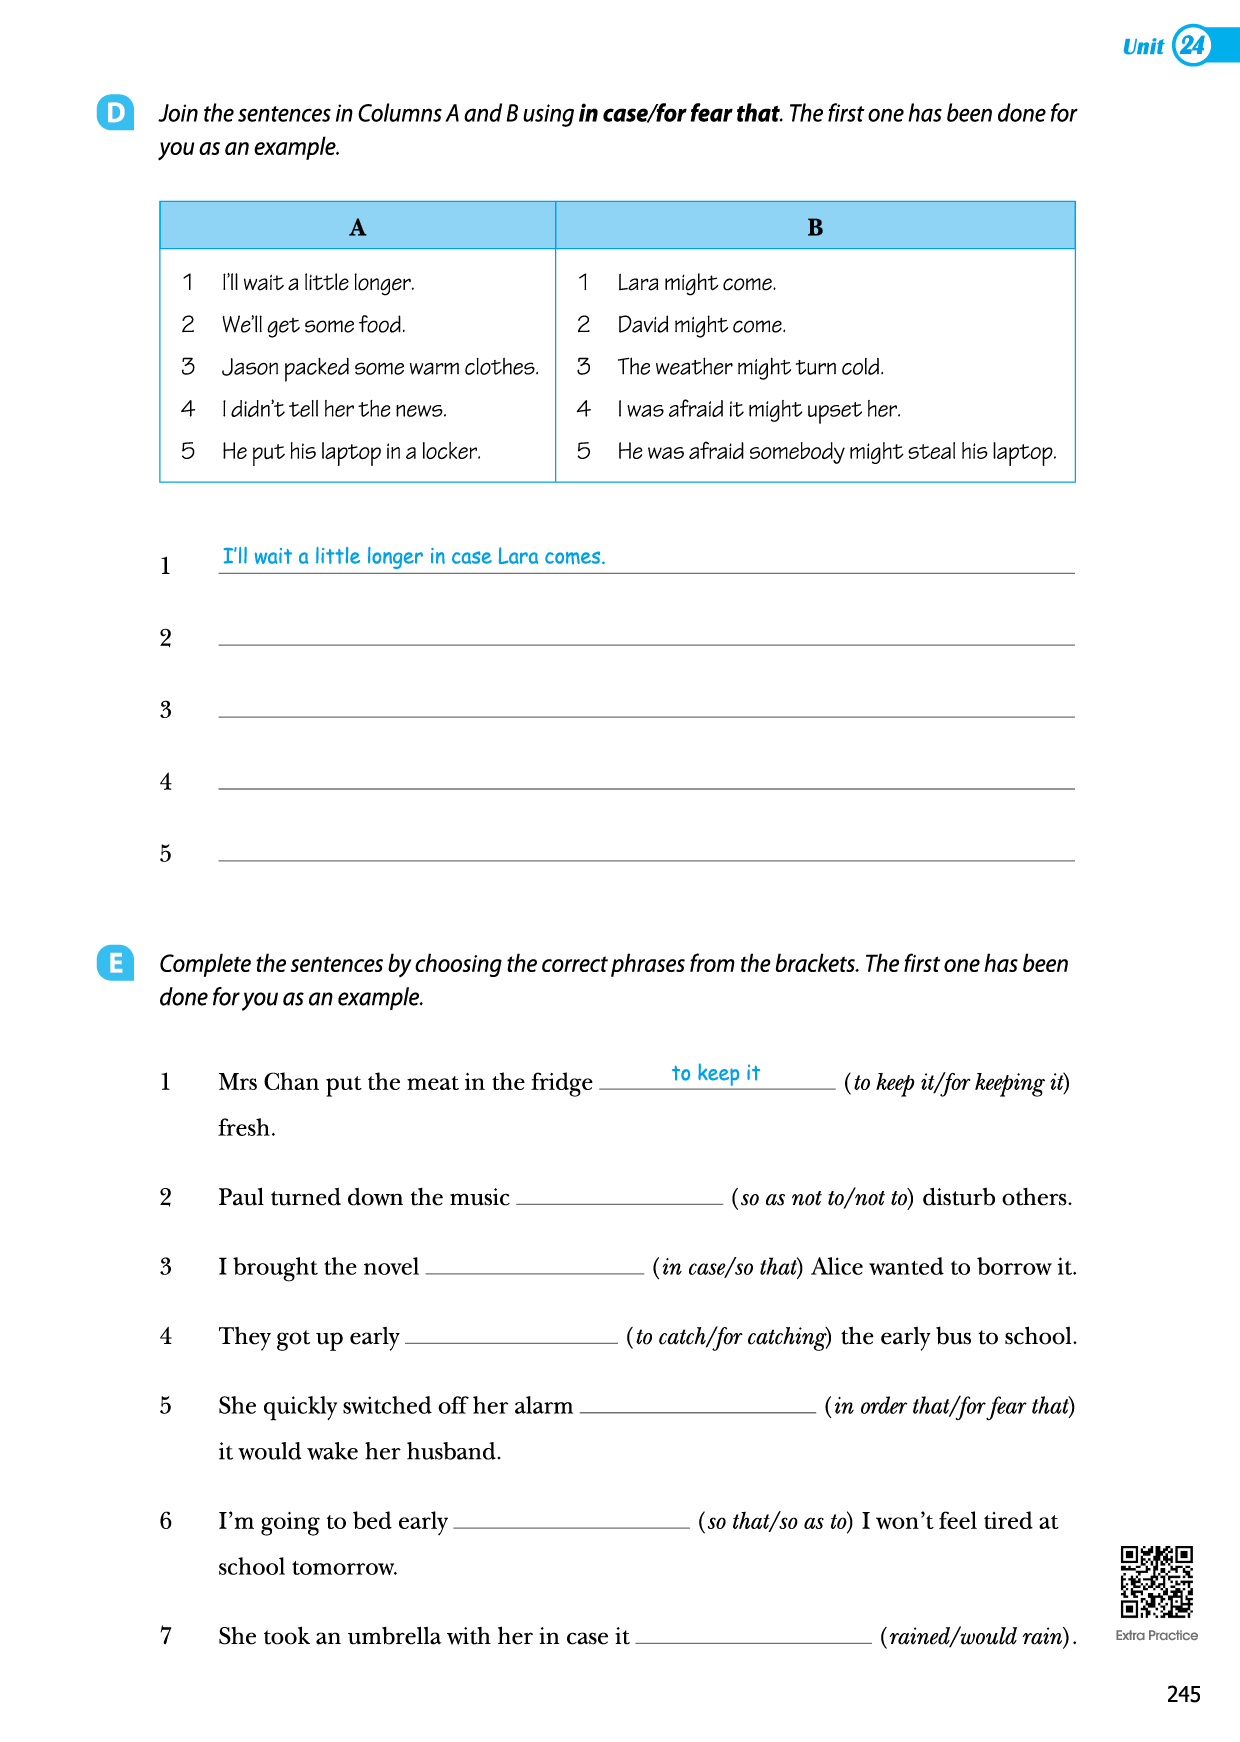 Unit 24
D Join the sentences in Columns A and B using in case/for fear that. The first one has been done for
you as an example.
A B
1 I'll wait a little longer. 1 Lara might come.
2 We'll get some food. 2 David might come.
3 Jason packed some warm clothes. 3 The weather might turn cold.
4 I didn't tell her the news. 4 I was afraid it might upset her.
5 He put his laptop in a locker. 5 He was afraid somebody might steal his laptop.
1 I'll wait a little longer in case Lara comes.
2
3
4
5
E Complete the sentences by choosing the correct phrases from the brackets. The first one has been
done for you as an example.
1 Mrs Chan put the meat in the fridge to keep it (to keep it/for keeping it)
fresh.
2 Paul turned down the music ____ (so as not to/not to) disturb others.
3 I brought the novel ____ (in case/so that) Alice wanted to borrow it.
4 They got up early ____ (to catch/for catching) the early bus to school.
5 She quickly switched off her alarm ____ (in order that/for fear that)
it would wake her husband.
6 I'm going to bed early ____ (so that/so as to) I won't feel tired at
school tomorrow.
7 She took an umbrella with her in case it ____ (rained/would rain).
Extra Practice
245